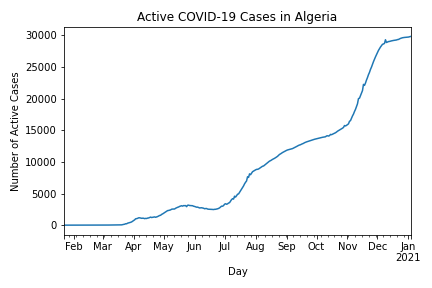 Active COVID-19 Cases in Algeria
30000
25000
20000
15000
10000
5000
0
Number of Active Cases
Feb Mar Apr May Jun Jul Aug Sep Oct Nov Dec Jan
2021
Day